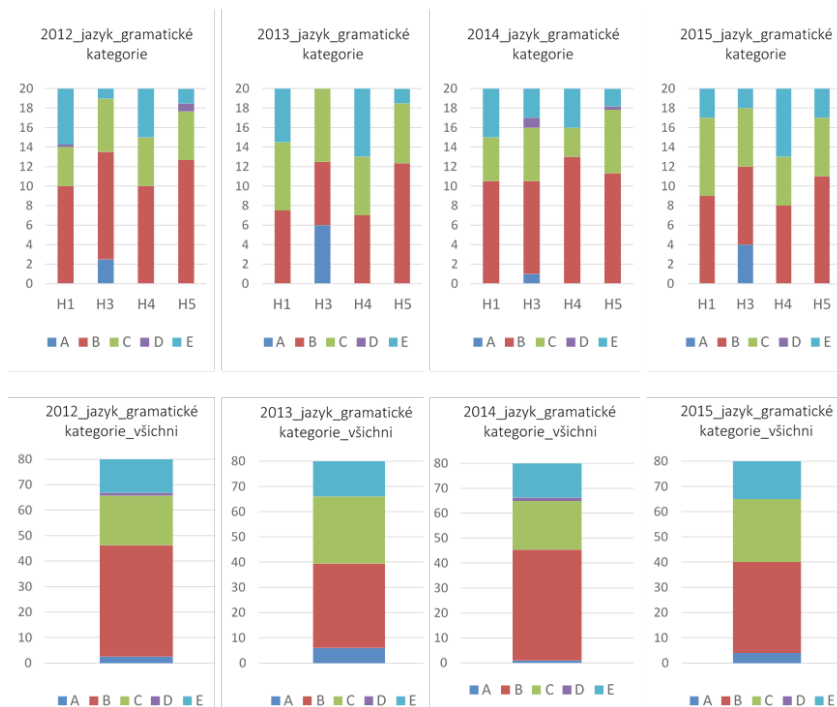 2012_jazyk_gramatické
kategorie
20
18
16
14
12
10
8
6
4
2
0
H1 H3 H4 H5
A B C D E
2013_jazyk_gramatické
kategorie
20
18
16
14
12
10
8
6
4
2
0
H1 H3 H4 H5
A B C D E
2014_jazyk_gramatické
kategorie
20
18
16
14
12
10
8
6
4
2
0
H1 H3 H4 H5
A B C D E
2015_jazyk_gramatické
kategorie
20
18
16
14
12
10
8
6
4
2
0
H1 H3 H4 H5
A B C D E
2012_jazyk_gramatické
kategorie_všichni
80
70
60
50
40
30
20
10
0
A B C D E
2013_jazyk_gramatické
kategorie_všichni
80
70
60
50
40
30
20
10
0
A B C D E
2014_jazyk_gramatické
kategorie_všichni
80
70
60
50
40
30
20
10
0
A B C D E
2015_jazyk_gramatické
kategorie_všichni
80
70
60
50
40
30
20
10
0
A B C D E